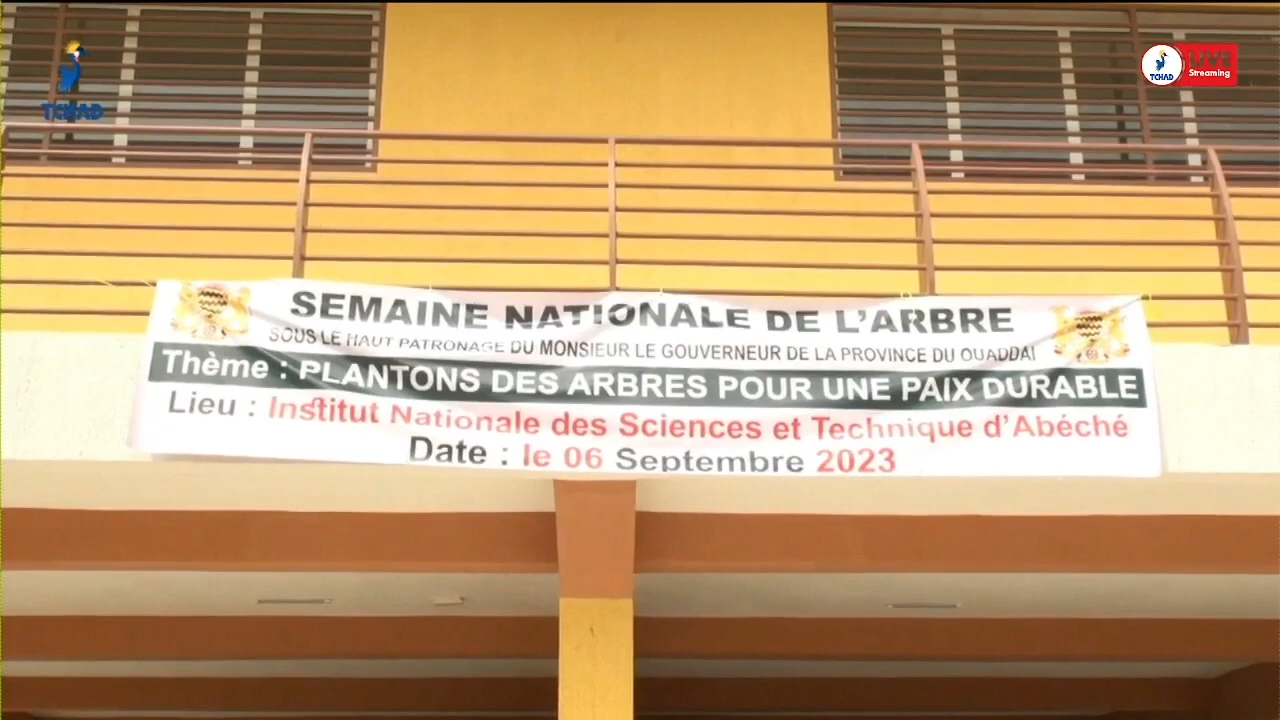 TCHAD
TCHAD
LIVE
Streaming
SEMAINE NATIONALE DE L'ARBRE
SOUS LE HAUT PATRONAGE DU MONSIEUR LE GOUVERNEUR DE LA PROVINCE DU OUADDAI
Thème : PLANTONS DES ARBRES POUR UNE PAIX DURABLE
Lieu : Institut Nationale des Sciences et Technique d'Abéché
Date : le 06 Septembre 2023